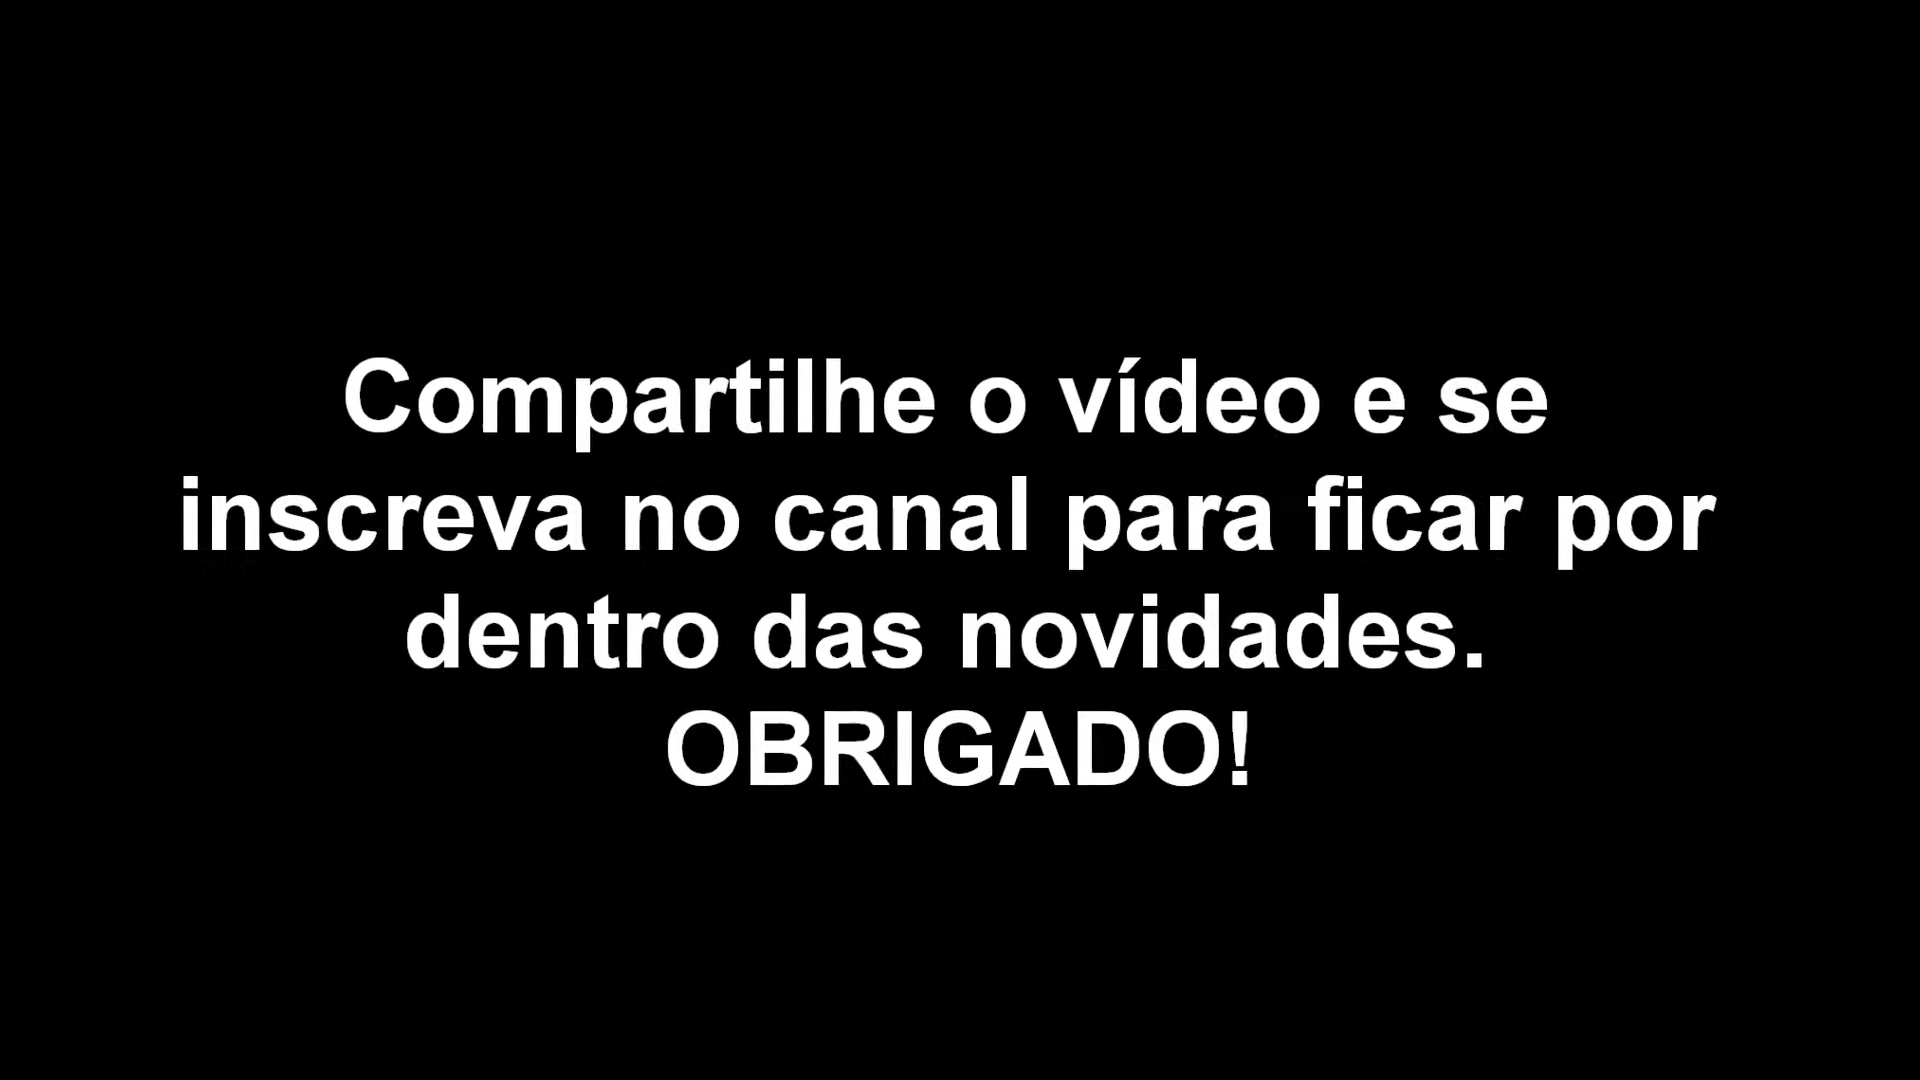 Compartilhe o vídeo e se
inscreva no canal para ficar por
dentro das novidades.
OBRIGADO!